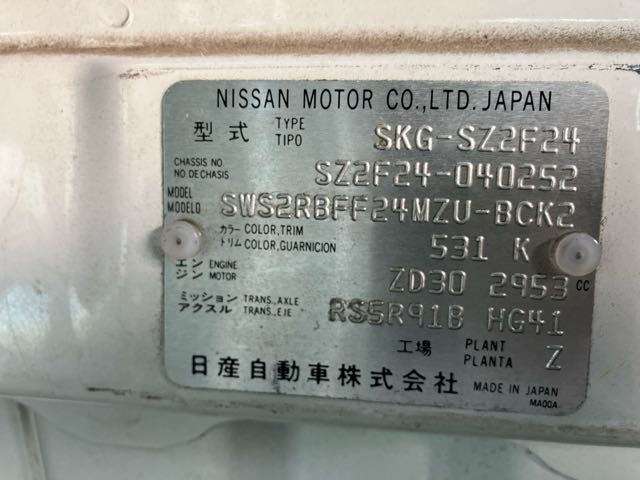 NISSAN MOTOR CO.,LTD. JAPAN
型式 TYPE TIPO SKG-SZ2F24
CHASSIS NO. NO DE CHASIS SZ2F24-040252
MODEL MODELO SWS2RBFF24MZU-BCK2
カラー COLOR, TRIM
トリム COLOR, GUARNICION 531 K
エンジン ENGINE MOTOR ZD30 2953 CC
ミッション TRANS., AXLE
アクスル TRANS., EJE RS5R91B HG41
工場 PLANT PLANTA Z
日産自動車株式会社 MADE IN JAPAN
MA00A